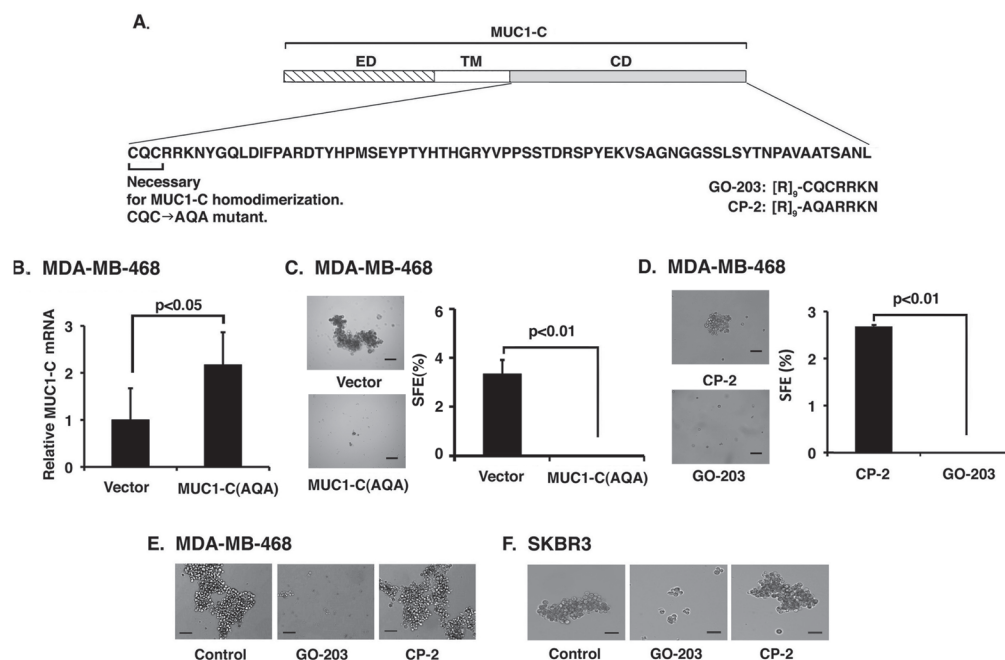 A.
MUC1-C
ED TM CD
CQCRRKNYGQLDIFPARDTYHPMSEYPTYHTHGRYVPPSSTDRSPYEKVSAGNGGSSLSYTNPAVAATSANL
Necessary
for MUC1-C homodimerization.
CQC→AQA mutant.
GO-203: [R]9-CQCRRKN
CP-2: [R]9-AQARRKN
B. MDA-MB-468
Relative MUC1-C mRNA
3
2
1
0
p<0.05
Vector MUC1-C(AQA)
C. MDA-MB-468
Vector
MUC1-C(AQA)
SFE(%)
6
4
2
0
p<0.01
Vector MUC1-C(AQA)
D. MDA-MB-468
CP-2
GO-203
SFE (%)
3
2
1
0
p<0.01
CP-2 GO-203
E. MDA-MB-468
Control GO-203 CP-2
F. SKBR3
Control GO-203 CP-2